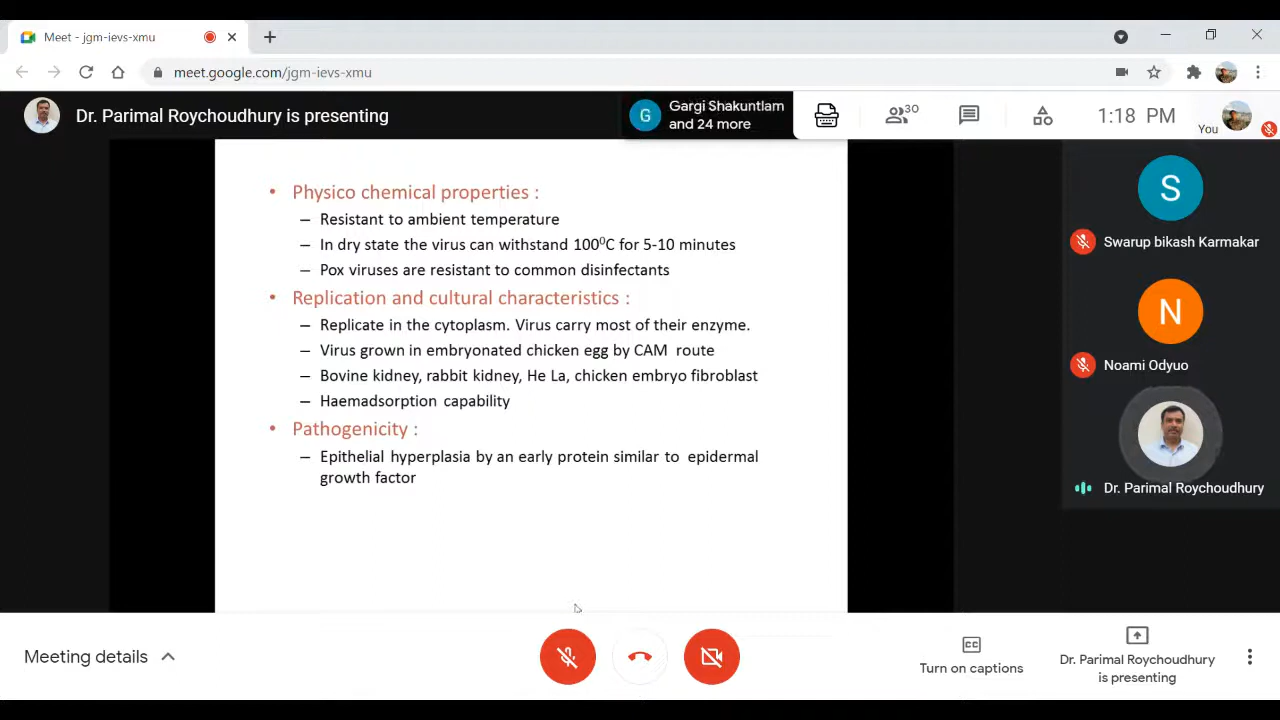 Meet - jgm-ievs-xmu
meet.google.com/jgm-ievs-xmu
Dr. Parimal Roychoudhury is presenting
G
Gargi Shakuntlam
and 24 more
30
1:18 PM
You
• Physico chemical properties :
– Resistant to ambient temperature
– In dry state the virus can withstand 100⁰C for 5-10 minutes
– Pox viruses are resistant to common disinfectants
• Replication and cultural characteristics :
– Replicate in the cytoplasm. Virus carry most of their enzyme.
– Virus grown in embryonated chicken egg by CAM route
– Bovine kidney, rabbit kidney, He La, chicken embryo fibroblast
– Haemadsorption capability
• Pathogenicity :
– Epithelial hyperplasia by an early protein similar to epidermal
growth factor
S
Swarup bikash Karmakar
N
Noami Odyuo
Dr. Parimal Roychoudhury
Meeting details
CC
Turn on captions
Dr. Parimal Roychoudhury
is presenting